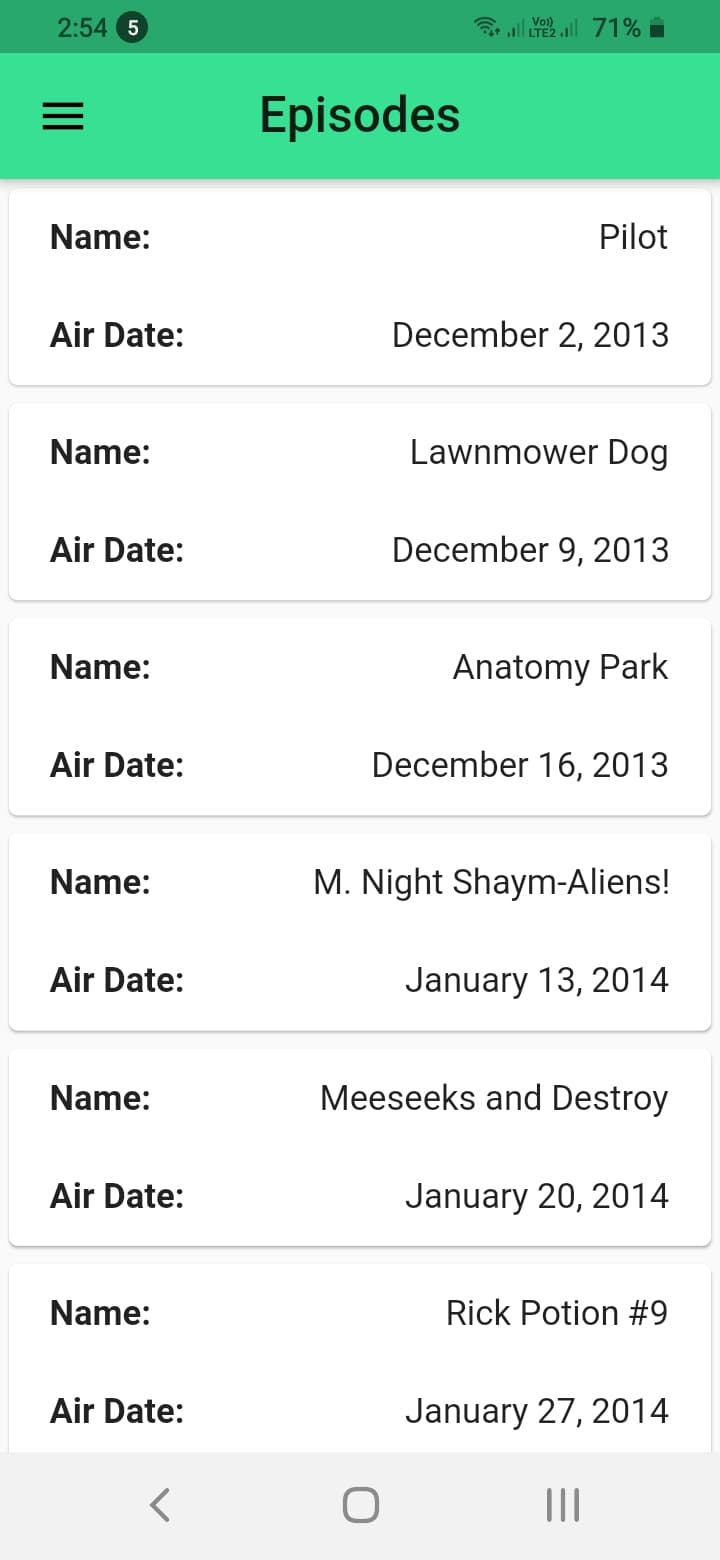 2:54 5 Vo)) LTE2 71%
Episodes
Name: Pilot
Air Date: December 2, 2013
Name: Lawnmower Dog
Air Date: December 9, 2013
Name: Anatomy Park
Air Date: December 16, 2013
Name: M. Night Shaym-Aliens!
Air Date: January 13, 2014
Name: Meeseeks and Destroy
Air Date: January 20, 2014
Name: Rick Potion #9
Air Date: January 27, 2014